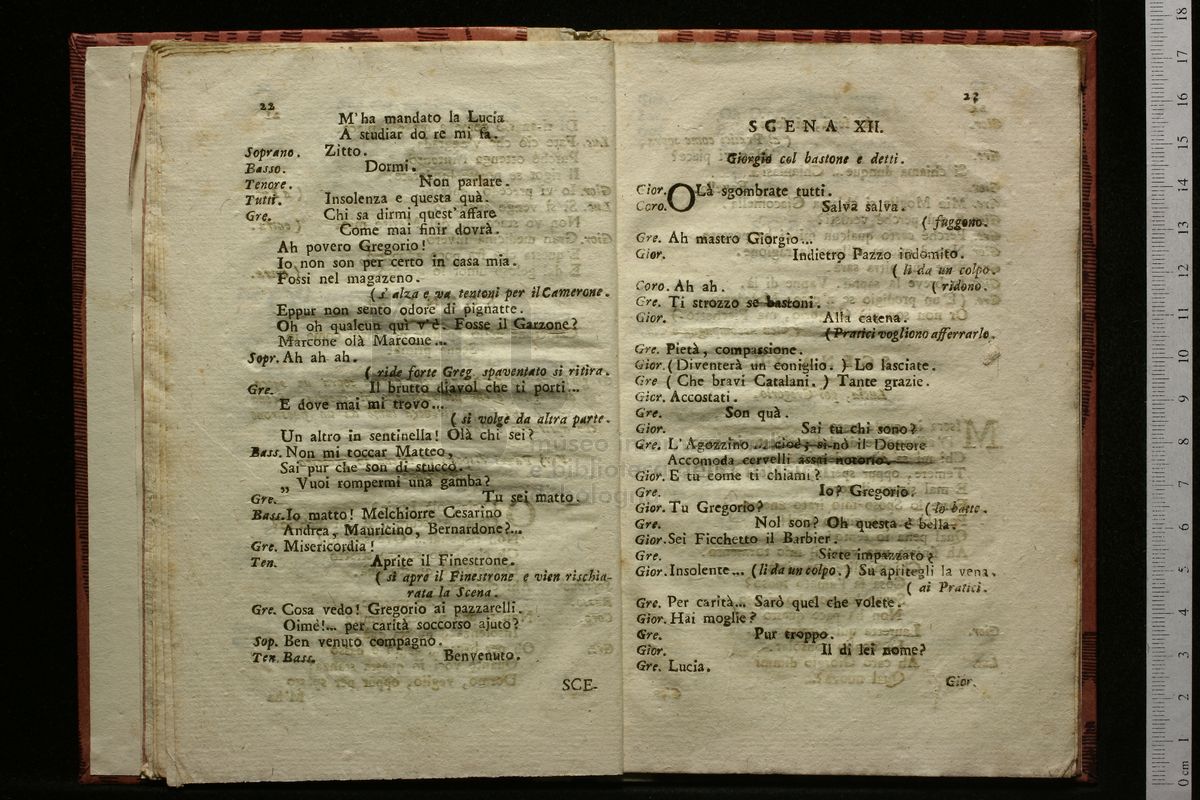 22
M' ha mandato la Lucia
A studiar do re mi fa.
Soprano. Zitto.
Basso. Dormi.
Tenore. Non parlare.
Tutti. Insolenza e questa quà.
Gre. Chi sa dirmi quest' affare
Come mai finir dovrà.
Ah povero Gregorio!
Io non son per certo in casa mia.
Fossi nel magazeno.
( s' alza e va tentoni per il Camerone.
Eppur non sento odore di pignatte.
Oh oh qualcun quì v'è. Fosse il Garzone?
Marcone olà Marcone...
Sopr. Ah ah ah.
( ride forte Greg. spaventato si ritira.
Gre. Il brutto diavol che ti porti...
E dove mai mi trovo...
( si volge da altra parte.
Un altro in sentinella! Olà chi sei?
Bass. Non mi toccar Matteo,
Sai pur che son di stucco.
„ Vuoi rompermi una gamba?
Gre. Tu sei matto.
Bass. Io matto! Melchiorre Cesarino
Andrea, Mauricino, Bernardone?...
Gre. Misericordia!
Ten. Aprite il Finestrone.
( si apre il Finestrone e vien rischia-
rata la Scena.
Gre. Cosa vedo! Gregorio ai pazzarelli.
Oimè!... per carità soccorso ajuto?
Sop. Ben venuto compagno.
Ten. Bass. Benvenuto.
SCE-
23
SCENA XII.
Giorgio col bastone e detti.
Gior. OLà sgombrate tutti.
Coro. Salva salva.
( fuggono.
Gre. Ah mastro Giorgio...
Gior. Indietro Pazzo indomito.
( li da un colpo.
Coro. Ah ah. ( ridono.
Gre. Ti strozzo se bastoni.
Gior. Alla catena.
( Pratici vogliono afferrarlo.
Gre. Pietà, compassione.
Gior. (Diventerà un coniglio. ) Lo lasciate.
Gre ( Che bravi Catalani. ) Tante grazie.
Gior. Accostati.
Gre. Son quà.
Gior. Sai tu chi sono?
Gre. L' Agozzino ... cioè, sì nò il Dottore
Accomoda cervelli assai notorio.
Gior. E tu come ti chiami?
Gre. Io? Gregorio.
Gior. Tu Gregorio? ( lo batte.
Gre. Nol son? Oh questa è bella.
Gior. Sei Ficchetto il Barbier.
Gre. Siete impazzato?
Gior. Insolente... (li da un colpo.) Su apritegli la vena.
( ai Pratici.
Gre. Per carità... Sarò quel che volete.
Gior. Hai moglie?
Gre. Pur troppo.
Gior. Il di lei nome?
Gre. Lucia.
Gior.